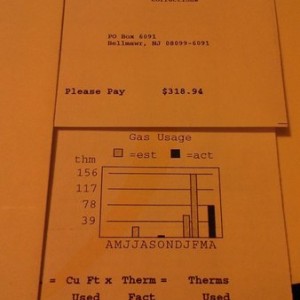 PO Box 6091
Bellmawr, NJ 08099-6091
Please Pay $318.94
Gas Usage
=est =act
thm
156
117
78
39
AMJJASONDJFMA
= Cu Ft x Therm = Therms
Used Fact Used